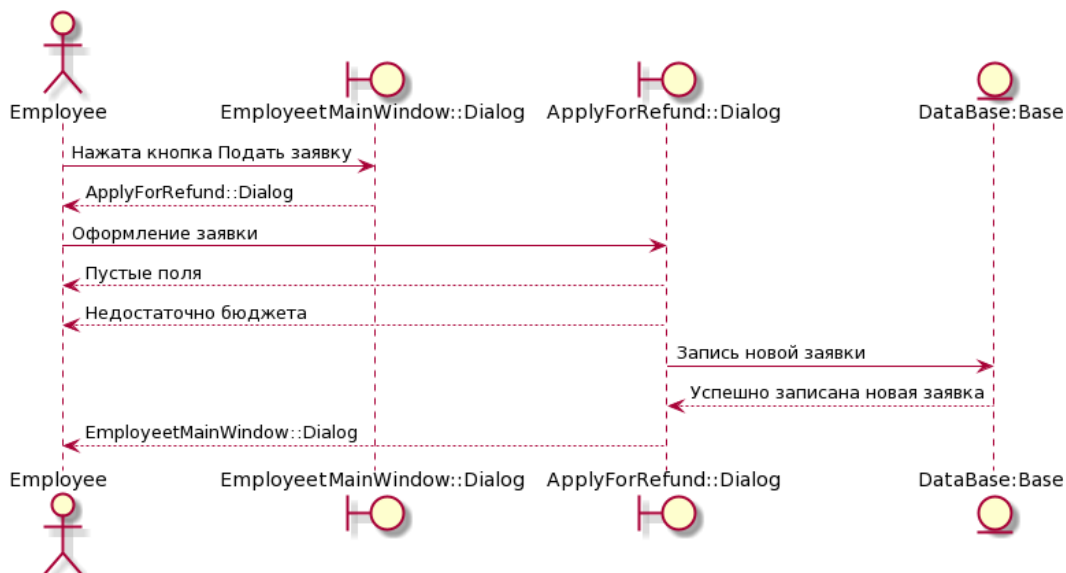 Employee
EmployeetMainWindow::Dialog
ApplyForRefund::Dialog
DataBase:Base
Нажата кнопка Подать заявку
ApplyForRefund::Dialog
Оформление заявки
Пустые поля
Недостаточно бюджета
Запись новой заявки
Успешно записана новая заявка
EmployeetMainWindow::Dialog
Employee
EmployeetMainWindow::Dialog
ApplyForRefund::Dialog
DataBase:Base